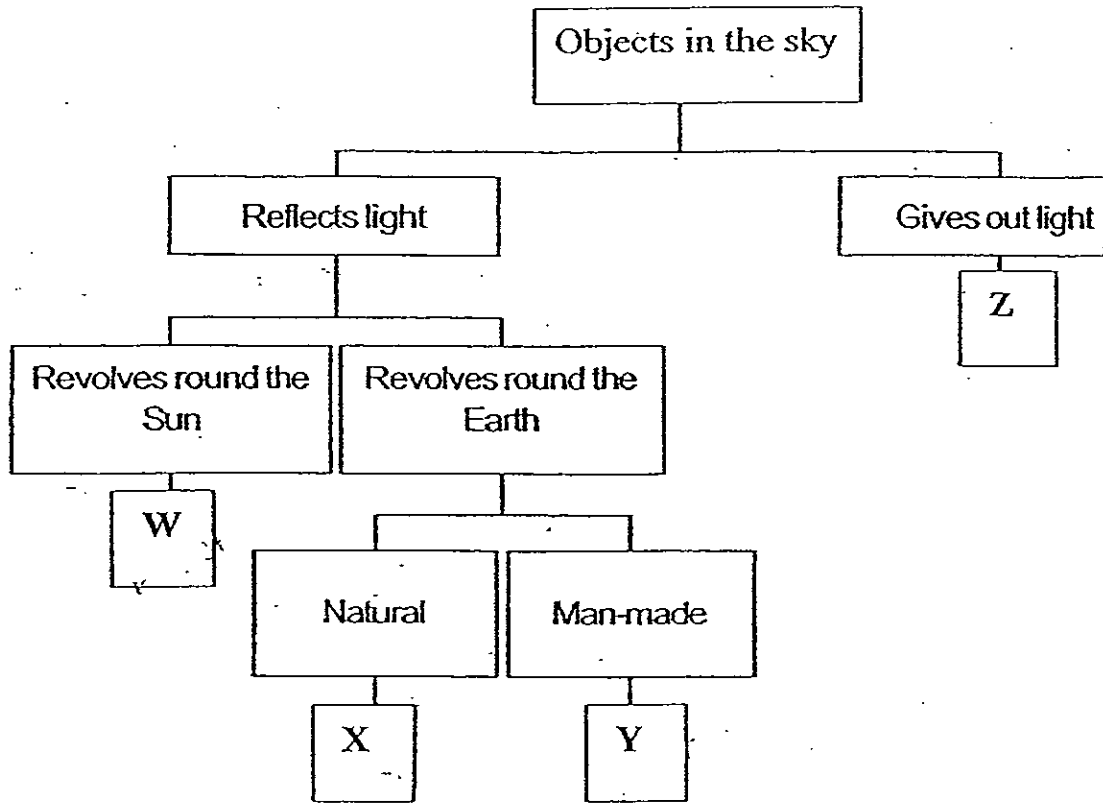 Objects in the sky
Reflects light
Gives out light
Z
Revolves round the
Sun
Revolves round the
Earth
W
Natural
Man-made
X
Y